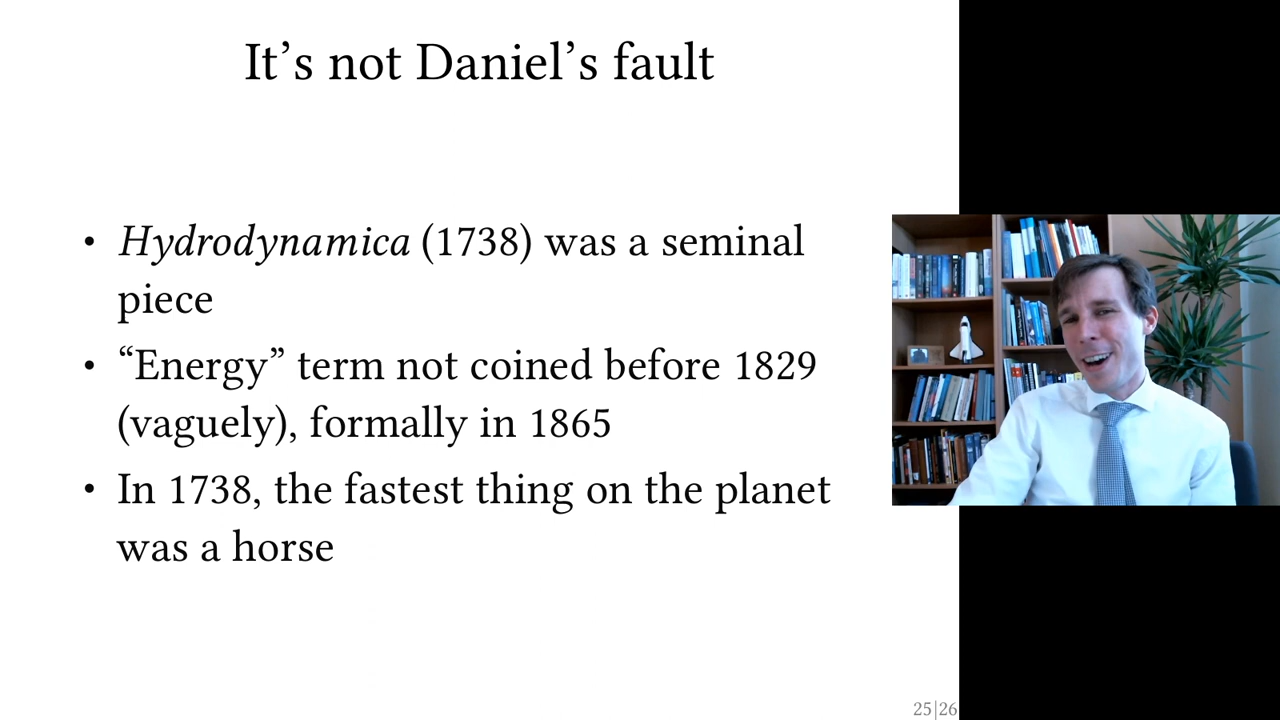 It’s not Daniel’s fault
• Hydrodynamica (1738) was a seminal
piece
• “Energy” term not coined before 1829
(vaguely), formally in 1865
• In 1738, the fastest thing on the planet
was a horse
25|26